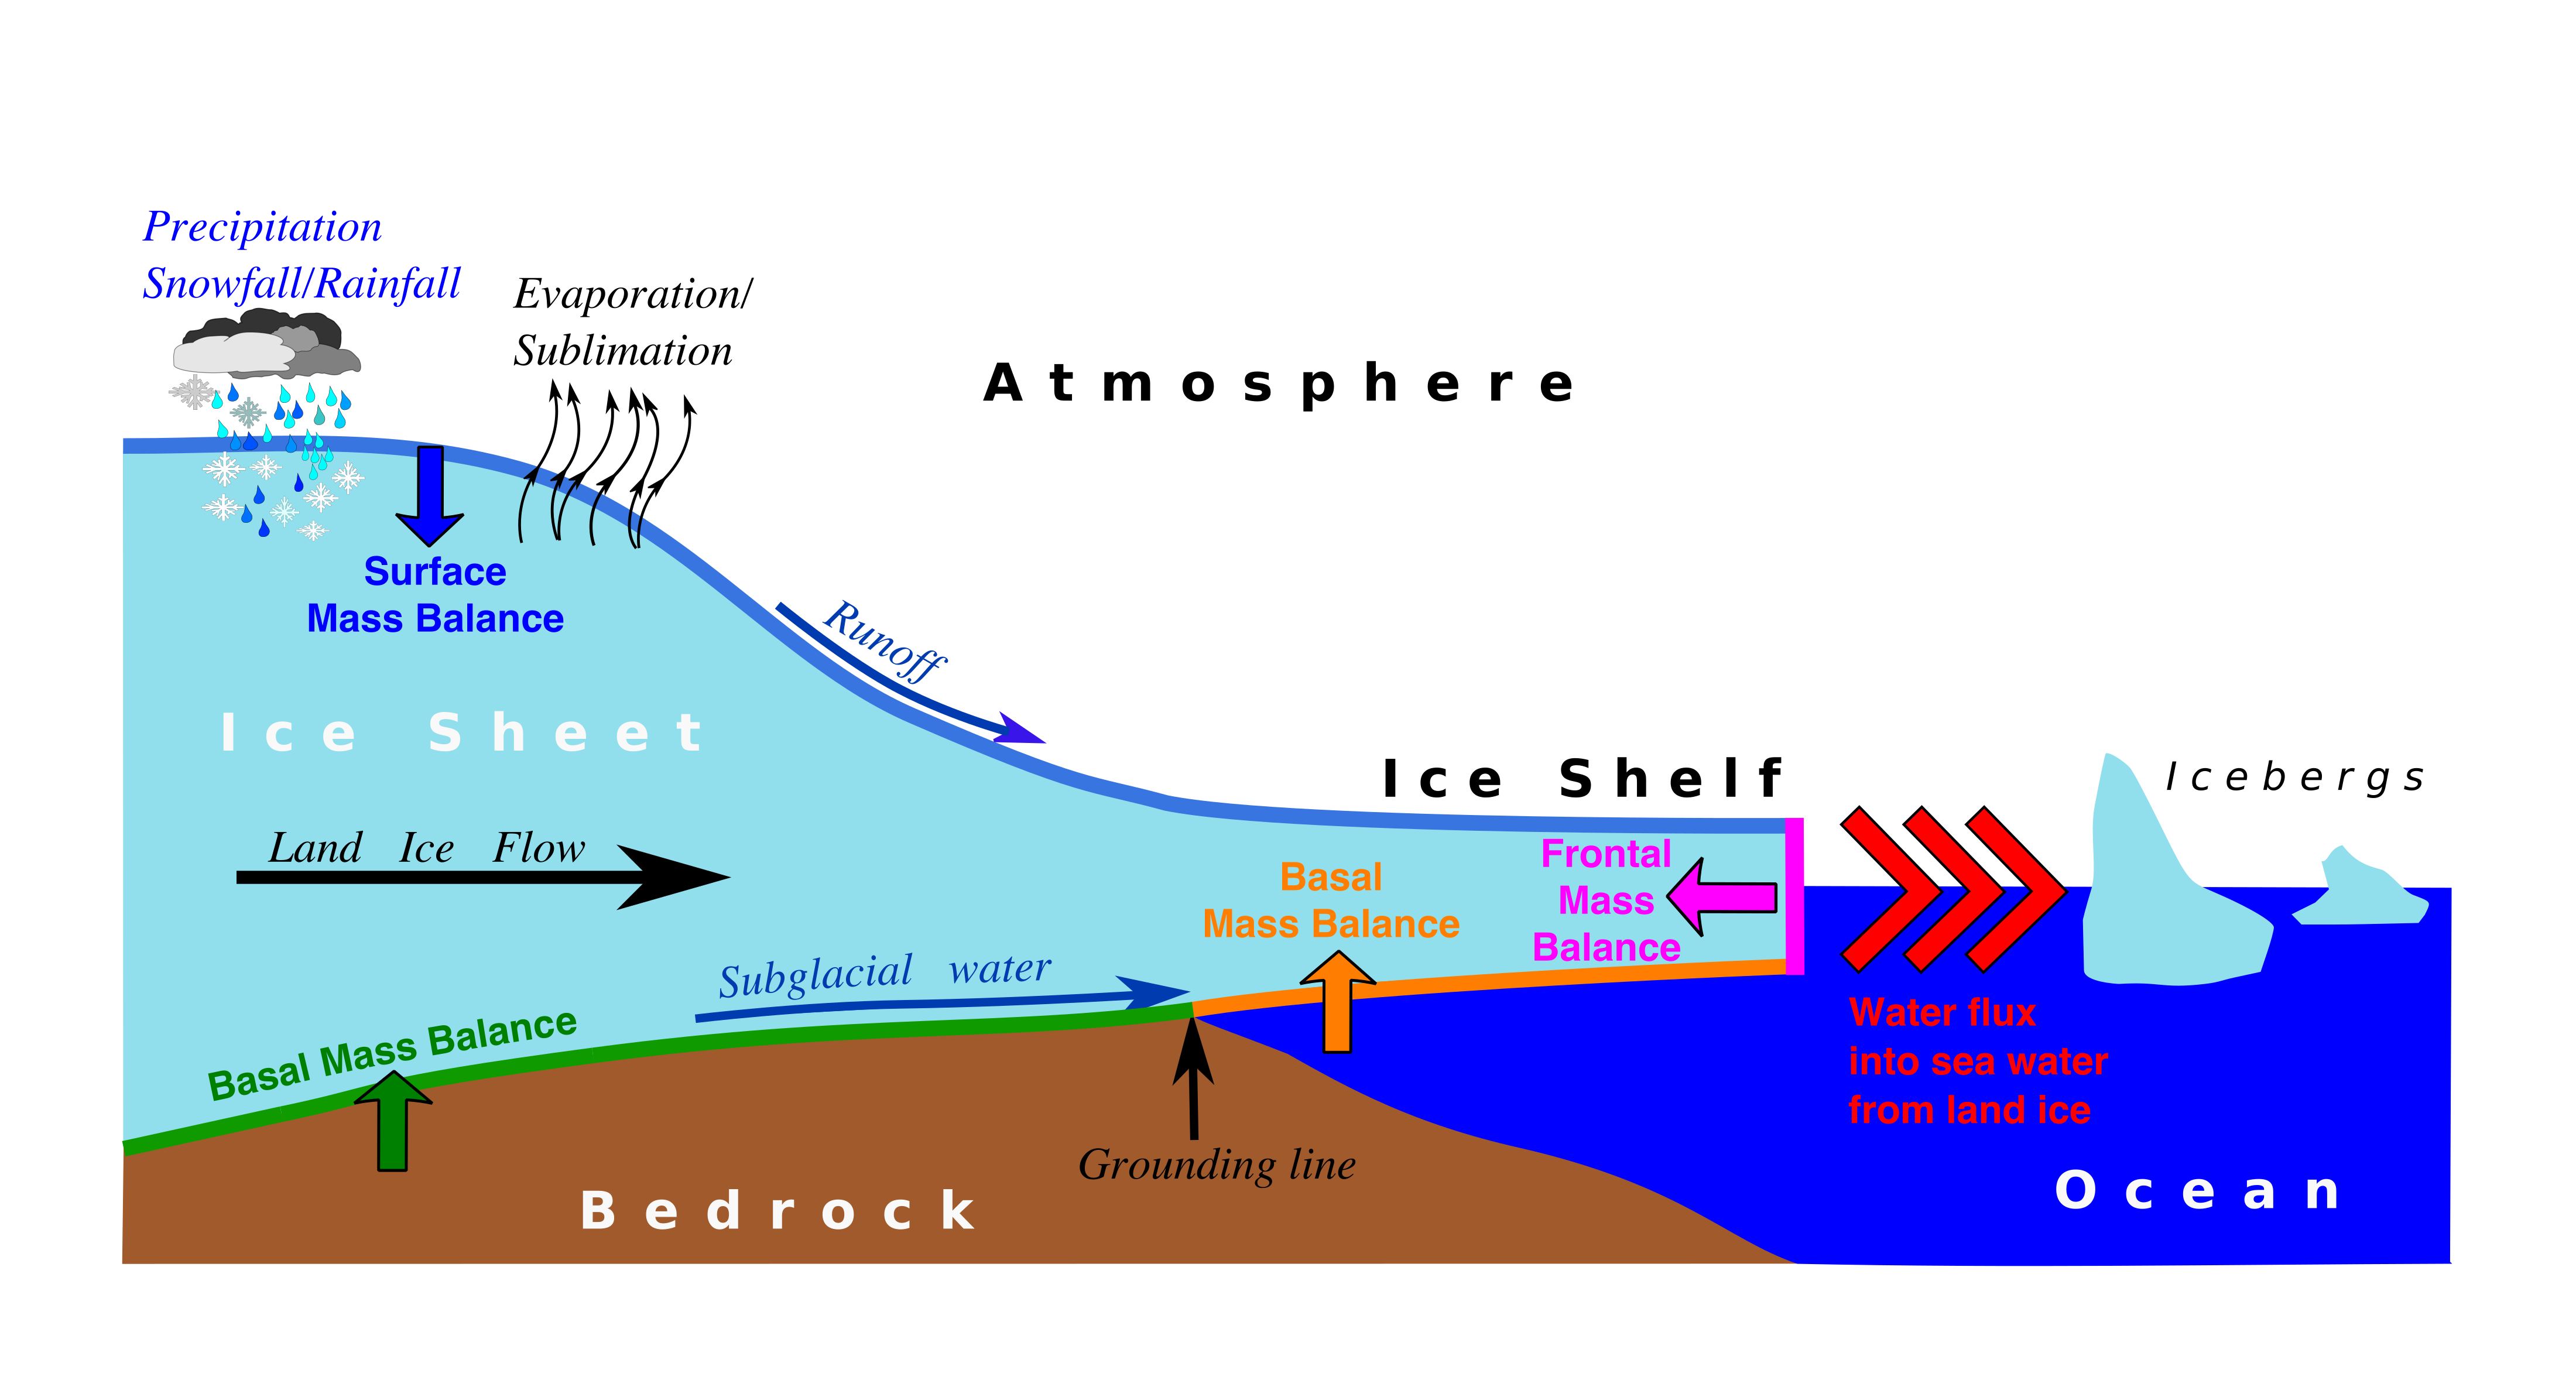 Precipitation
Snowfall/Rainfall
Evaporation/
Sublimation
Atmosphere
Surface
Mass Balance
Runoff
Ice Sheet
Ice Shelf
Icebergs
Land Ice Flow
Frontal
Mass
Balance
Basal
Mass Balance
Subglacial water
Basal Mass Balance
Water flux
into sea water
from land ice
Grounding line
Bedrock
Ocean